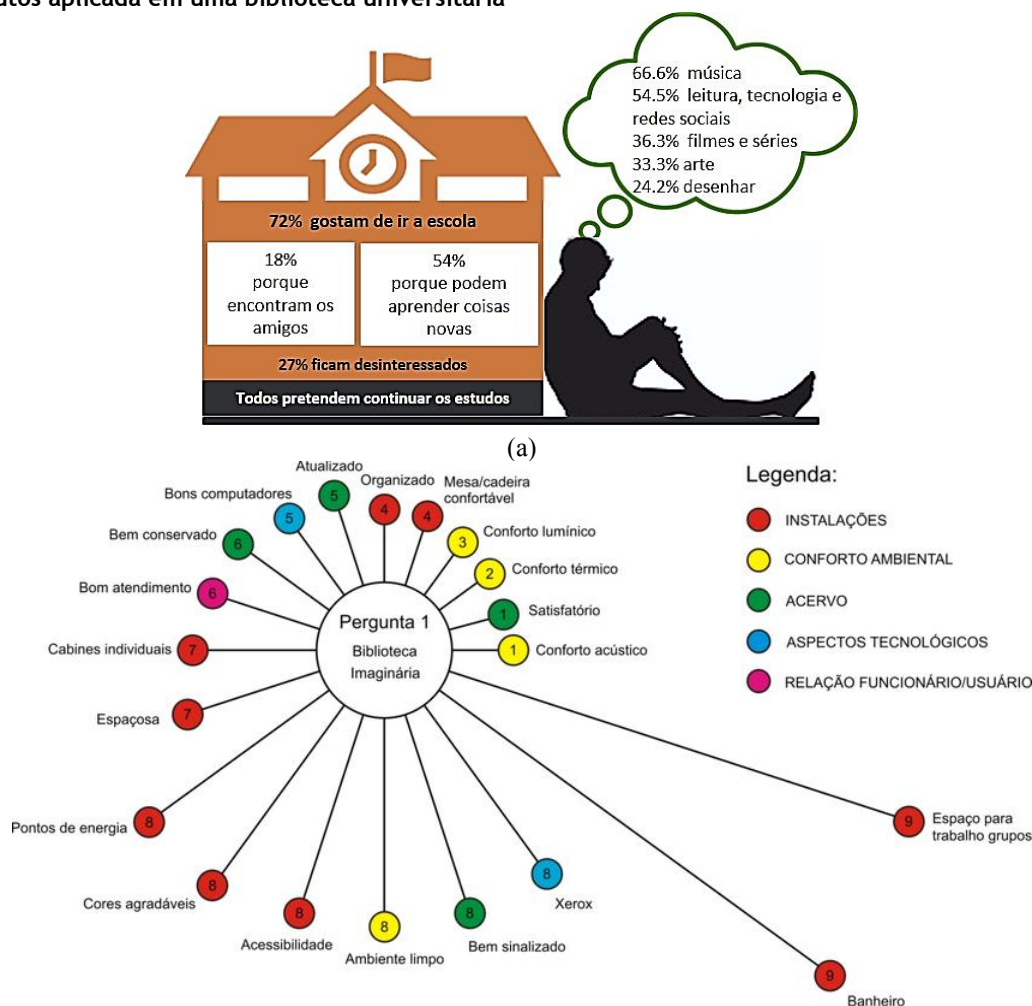 utos aplicada em uma biblioteca universitária
66.6% música
54.5% leitura, tecnologia e
redes sociais
36.3% filmes e séries
33.3% arte
24.2% desenhar
72% gostam de ir a escola
18%
porque
encontram os
amigos
54%
porque podem
aprender coisas
novas
27% ficam desinteressados
Todos pretendem continuar os estudos
(a)
Pergunta 1
Biblioteca
Imaginária
Conforto acústico
1
Satisfatório
1
Conforto térmico
2
Conforto lumínico
3
Mesa/cadeira
confortável
4
Organizado
4
Atualizado
5
Bons computadores
5
Bem conservado
6
Bom atendimento
6
Cabines individuais
7
Espaçosa
7
Pontos de energia
8
Cores agradáveis
8
Acessibilidade
8
Ambiente limpo
8
Bem sinalizado
8
Xerox
8
Banheiro
9
Espaço para
trabalho grupos
9
Legenda:
INSTALAÇÕES
CONFORTO AMBIENTAL
ACERVO
ASPECTOS TECNOLÓGICOS
RELAÇÃO FUNCIONÁRIO/USUÁRIO